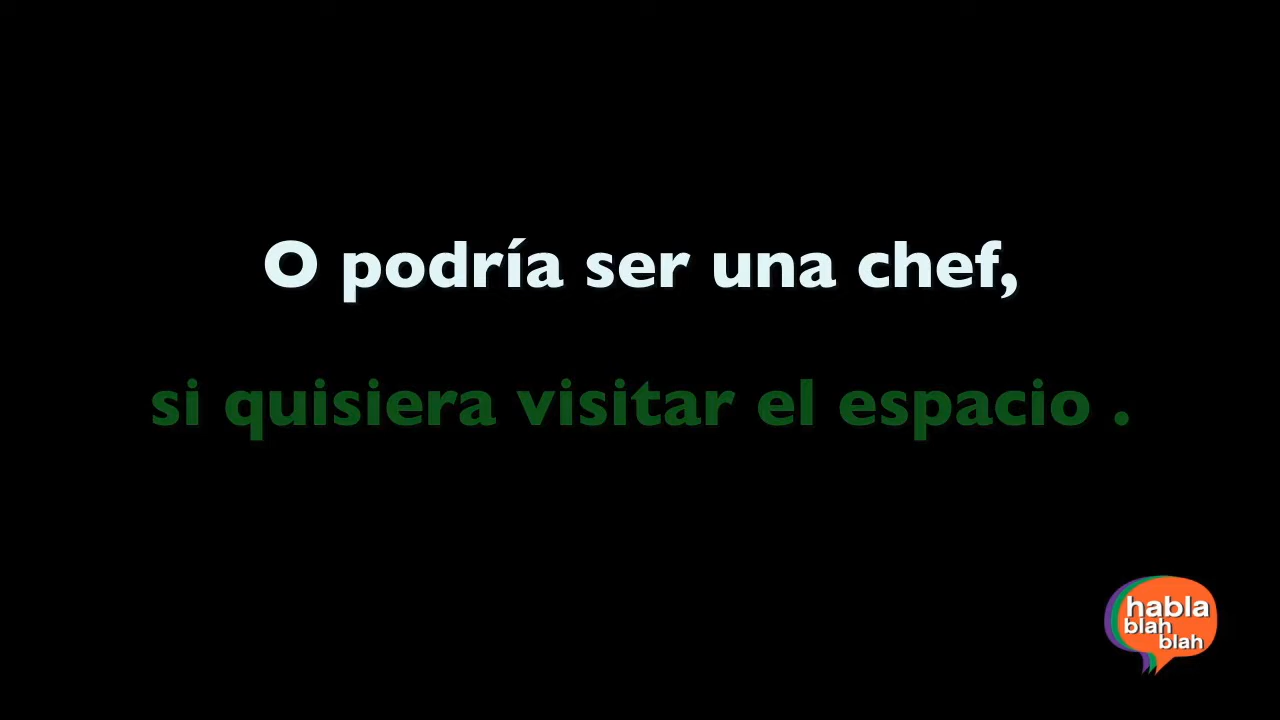 O podría ser una chef,
si quisiera visitar el espacio .
habla
blah
blah